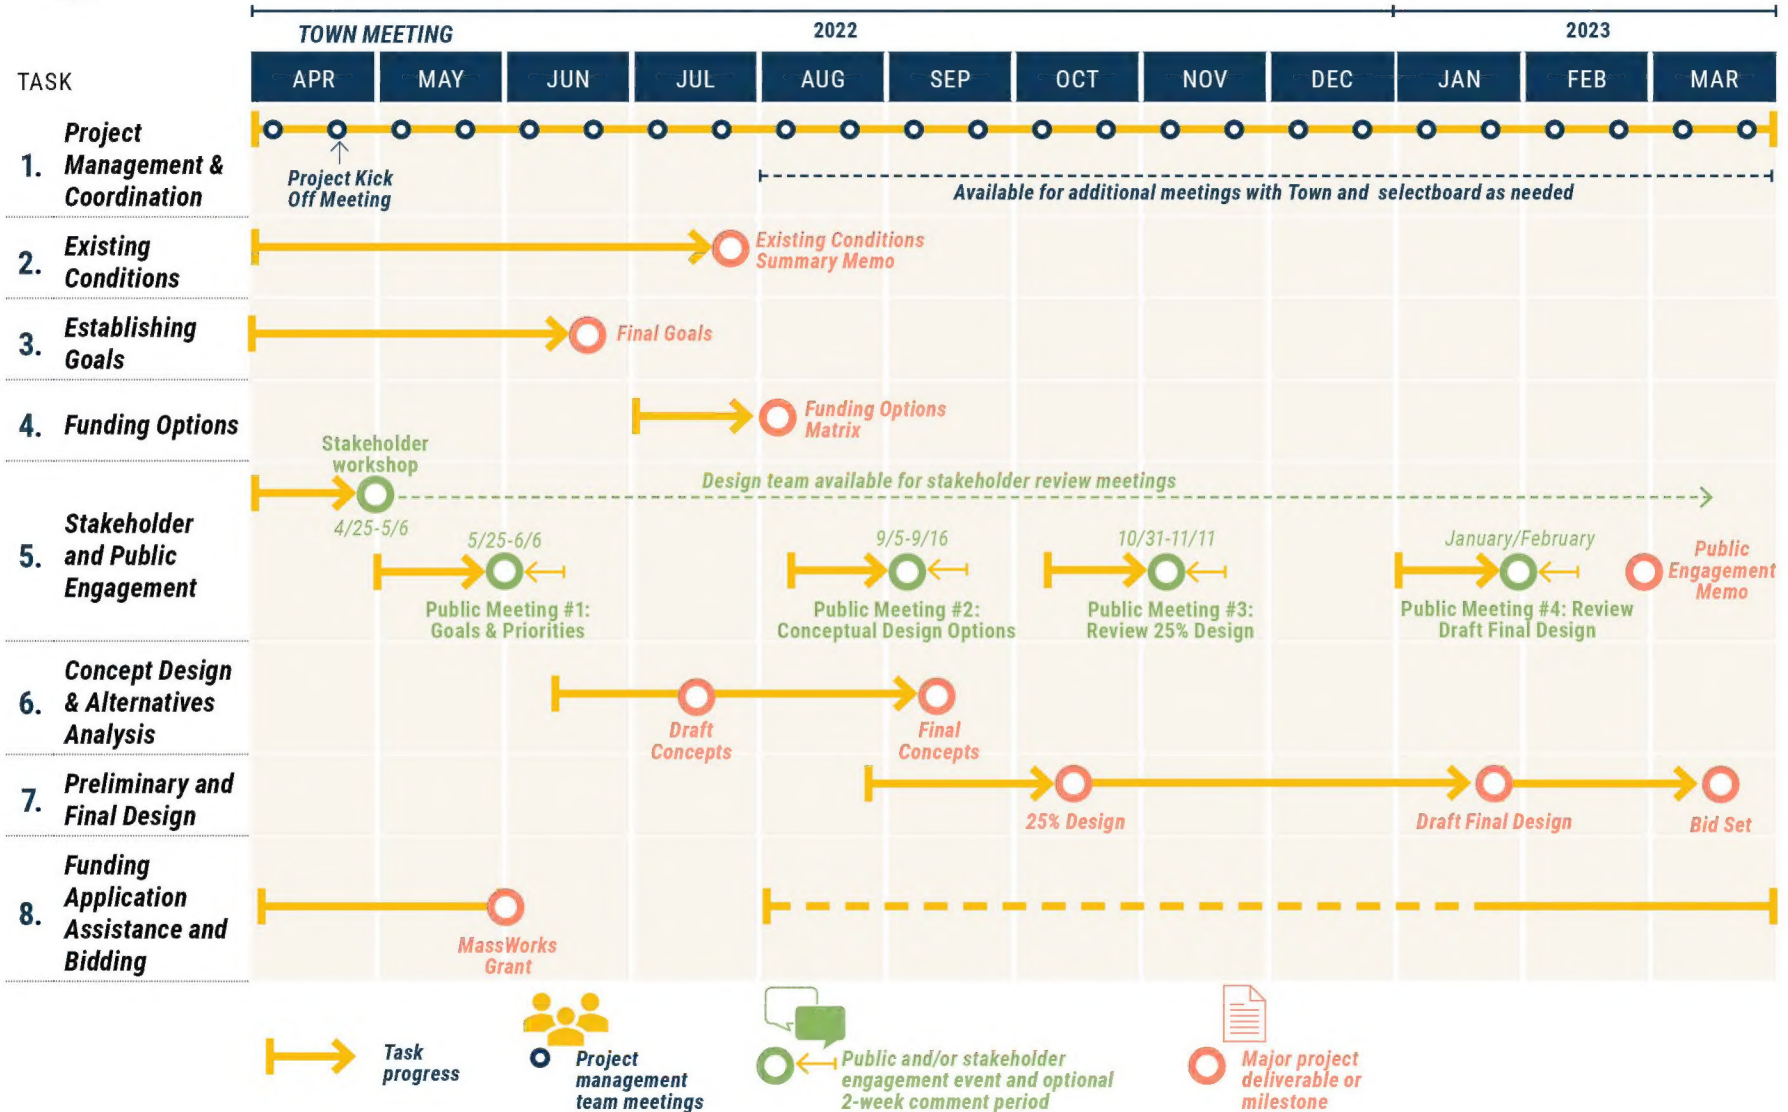 TOWN MEETING
2022
2023
TASK
APR
MAY
JUN
JUL
AUG
SEP
OCT
NOV
DEC
JAN
FEB
MAR
1.
Project
Management &
Coordination
Project Kick
Off Meeting
Available for additional meetings with Town and selectboard as needed
2.
Existing
Conditions
Existing Conditions
Summary Memo
3.
Establishing
Goals
Final Goals
4.
Funding Options
Funding Options
Matrix
5.
Stakeholder
and Public
Engagement
Stakeholder
workshop
4/25-5/6
Design team available for stakeholder review meetings
5/25-6/6
Public Meeting #1:
Goals & Priorities
9/5-9/16
Public Meeting #2:
Conceptual Design Options
10/31-11/11
Public Meeting #3:
Review 25% Design
January/February
Public Meeting #4: Review
Draft Final Design
Public
Engagement
Memo
6.
Concept Design
& Alternatives
Analysis
Draft
Concepts
Final
Concepts
7.
Preliminary and
Final Design
25% Design
Draft Final Design
Bid Set
8.
Funding
Application
Assistance and
Bidding
MassWorks
Grant
Task
progress
Project
management
team meetings
Public and/or stakeholder
engagement event and optional
2-week comment period
Major project
deliverable or
milestone